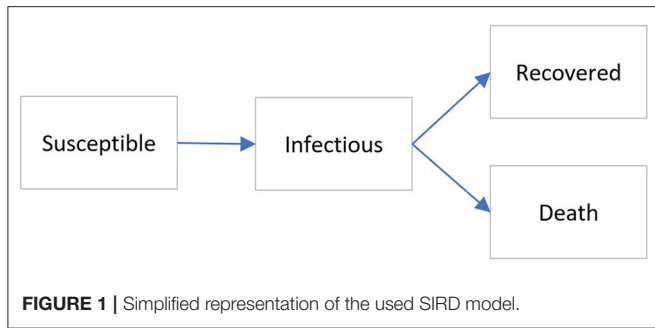 Recovered
Susceptible
Infectious
Death
FIGURE 1 | Simplified representation of the used SIRD model.